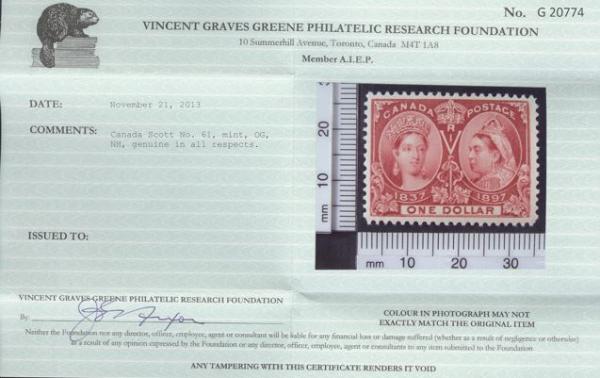 No. G 20774
VINCENT GRAVES GREENE PHILATELIC RESEARCH FOUNDATION
10 Summerhill Avenue, Toronto, Canada M4T 1A8
Member A.I.E.P.
DATE: November 21, 2013
COMMENTS: Canada Scott No. 61, mint, OG,
NH, genuine in all respects.
ISSUED TO:
20
10
mm
CANADA POSTAGE
V R
1837 1897
ONE DOLLAR
mm 10 20 30
VINCENT GRAVES GREENE PHILATELIC RESEARCH FOUNDATION
By:
COLOUR IN PHOTOGRAPH MAY NOT
EXACTLY MATCH THE ORIGINAL ITEM
Neither the Foundation nor any director, officer, employee, agent or consultant will be liable for any financial loss or damage suffered (whether as a result of negligence or otherwise)
as a result of any opinion expressed by the Foundation or any director, officer, employee, agent or consultants to any item submitted to the Foundation.
ANY TAMPERING WITH THIS CERTIFICATE RENDERS IT VOID